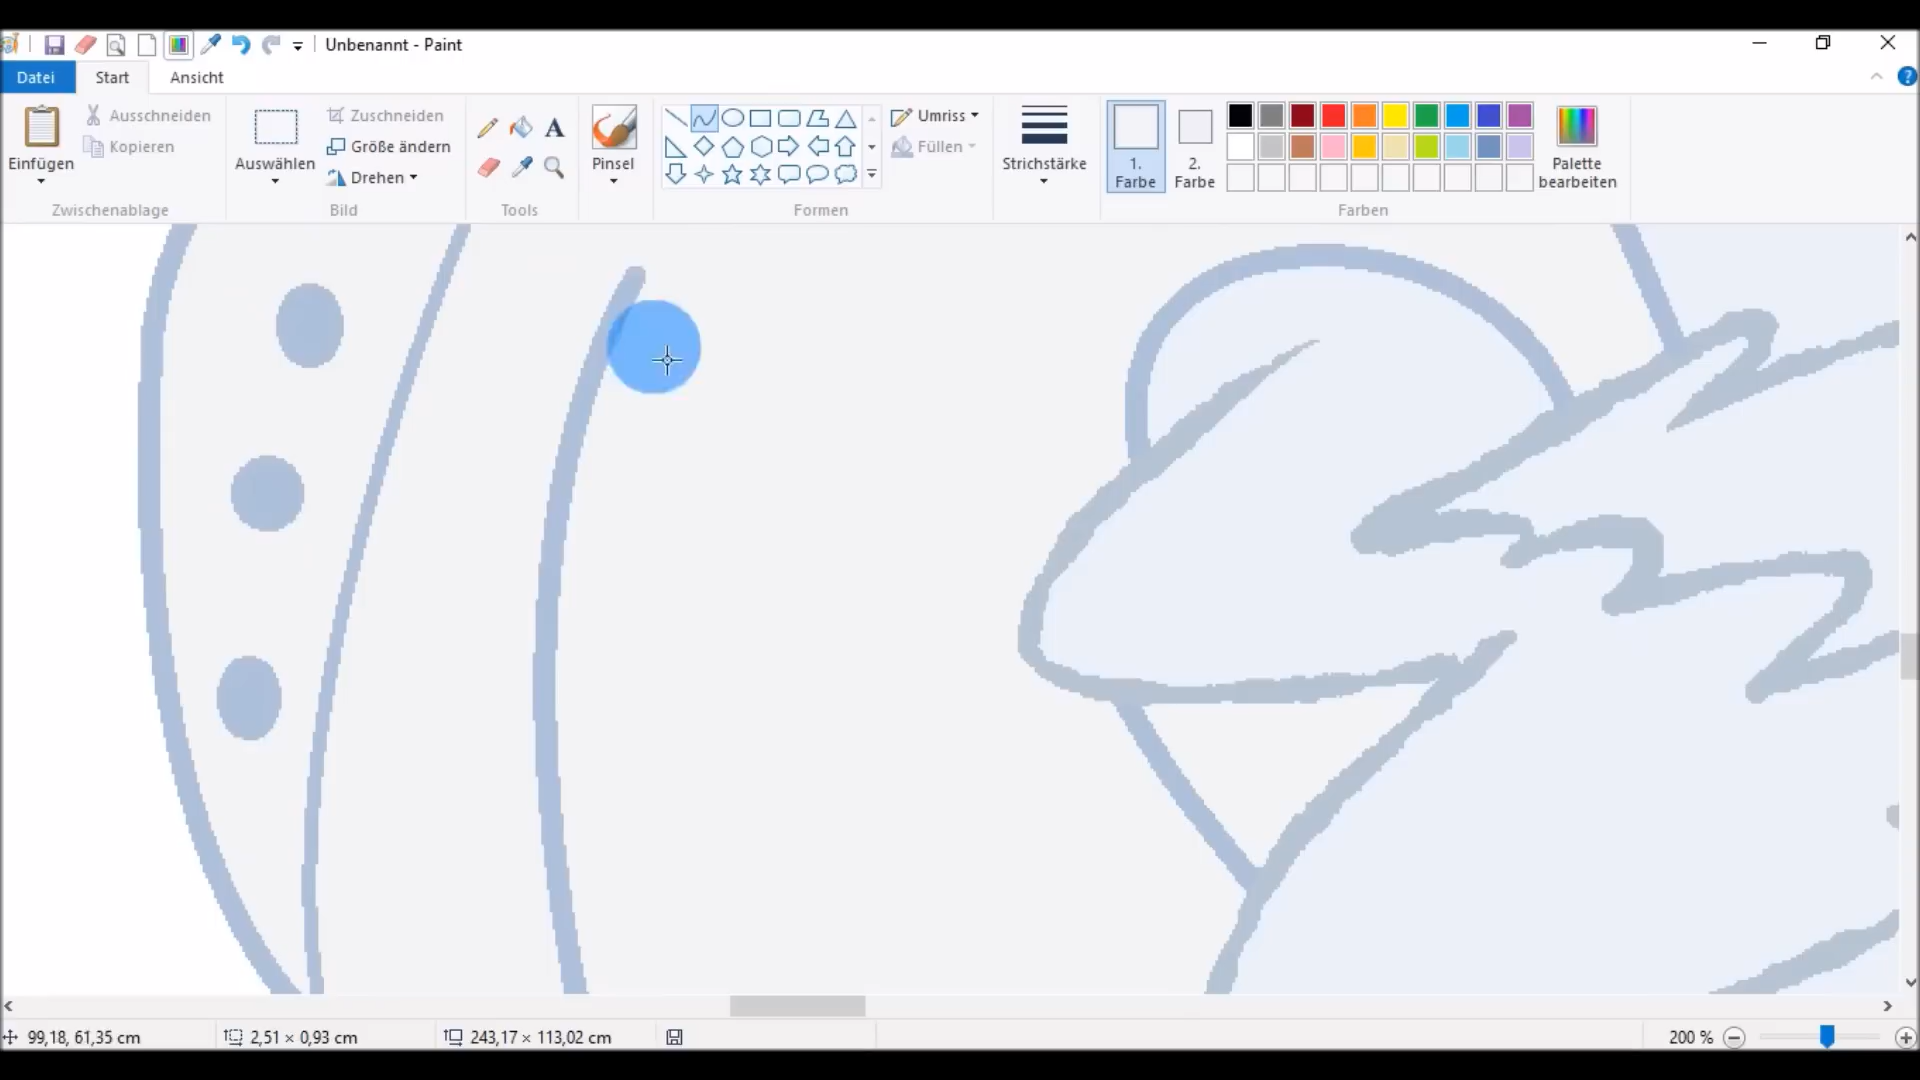 Unbenannt - Paint
Datei Start Ansicht
Einfügen
Ausschneiden
Kopieren
Zwischenablage
Auswählen
Zuschneiden
Größe ändern
Drehen
Bild
A
Tools
Pinsel
Umriss
Füllen
Formen
Strichstärke
1.
Farbe
2.
Farbe
Palette
bearbeiten
Farben
99,18, 61,35 cm 2,51 × 0,93 cm 243,17 × 113,02 cm 200 %